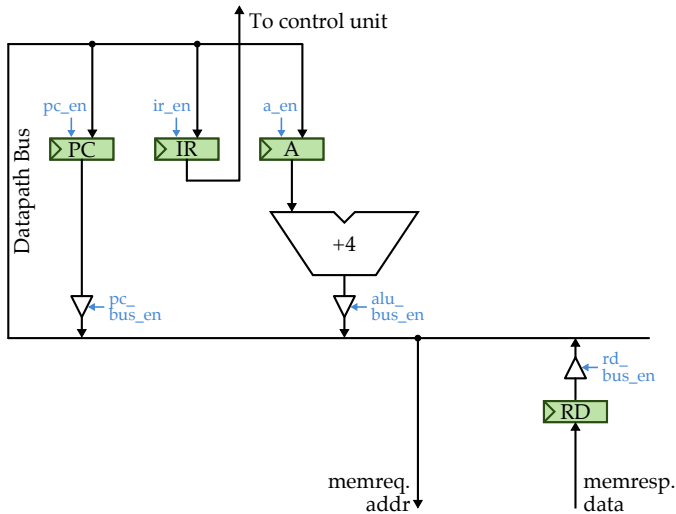 To control unit
pc_en
ir_en
a_en
Datapath Bus
PC
IR
A
+4
pc_
bus_en
alu_
bus_en
rd_
bus_en
RD
memreq.
addr
memresp.
data